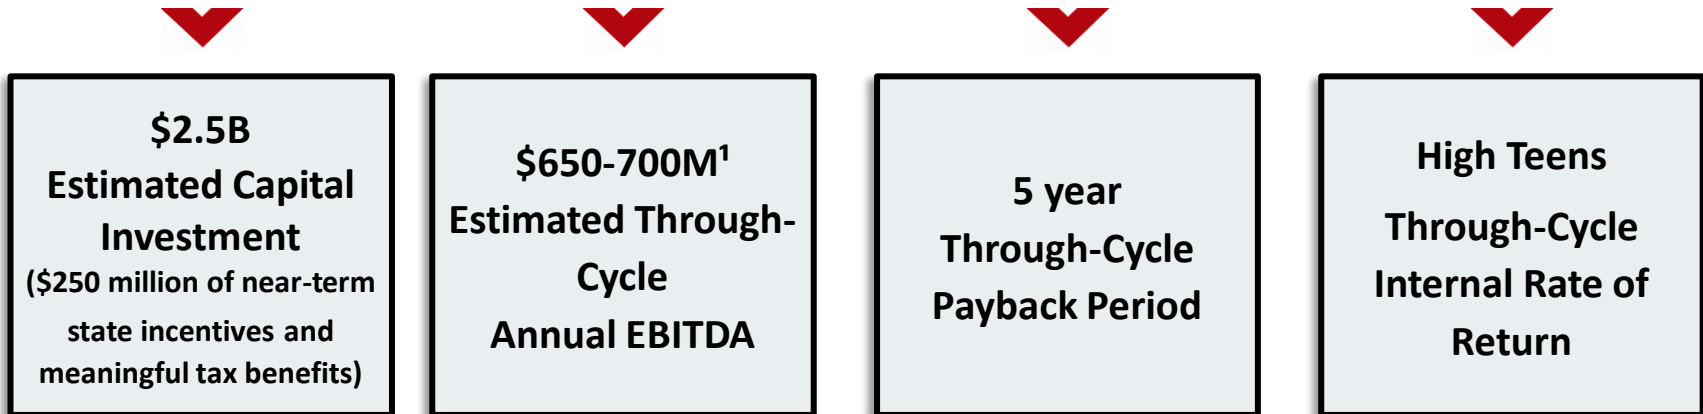 $2.5B
Estimated Capital
Investment
($250 million of near-term
state incentives and
meaningful tax benefits)
$650-700M¹
Estimated Through-
Cycle
Annual EBITDA
5 year
Through-Cycle
Payback Period
High Teens
Through-Cycle
Internal Rate of
Return